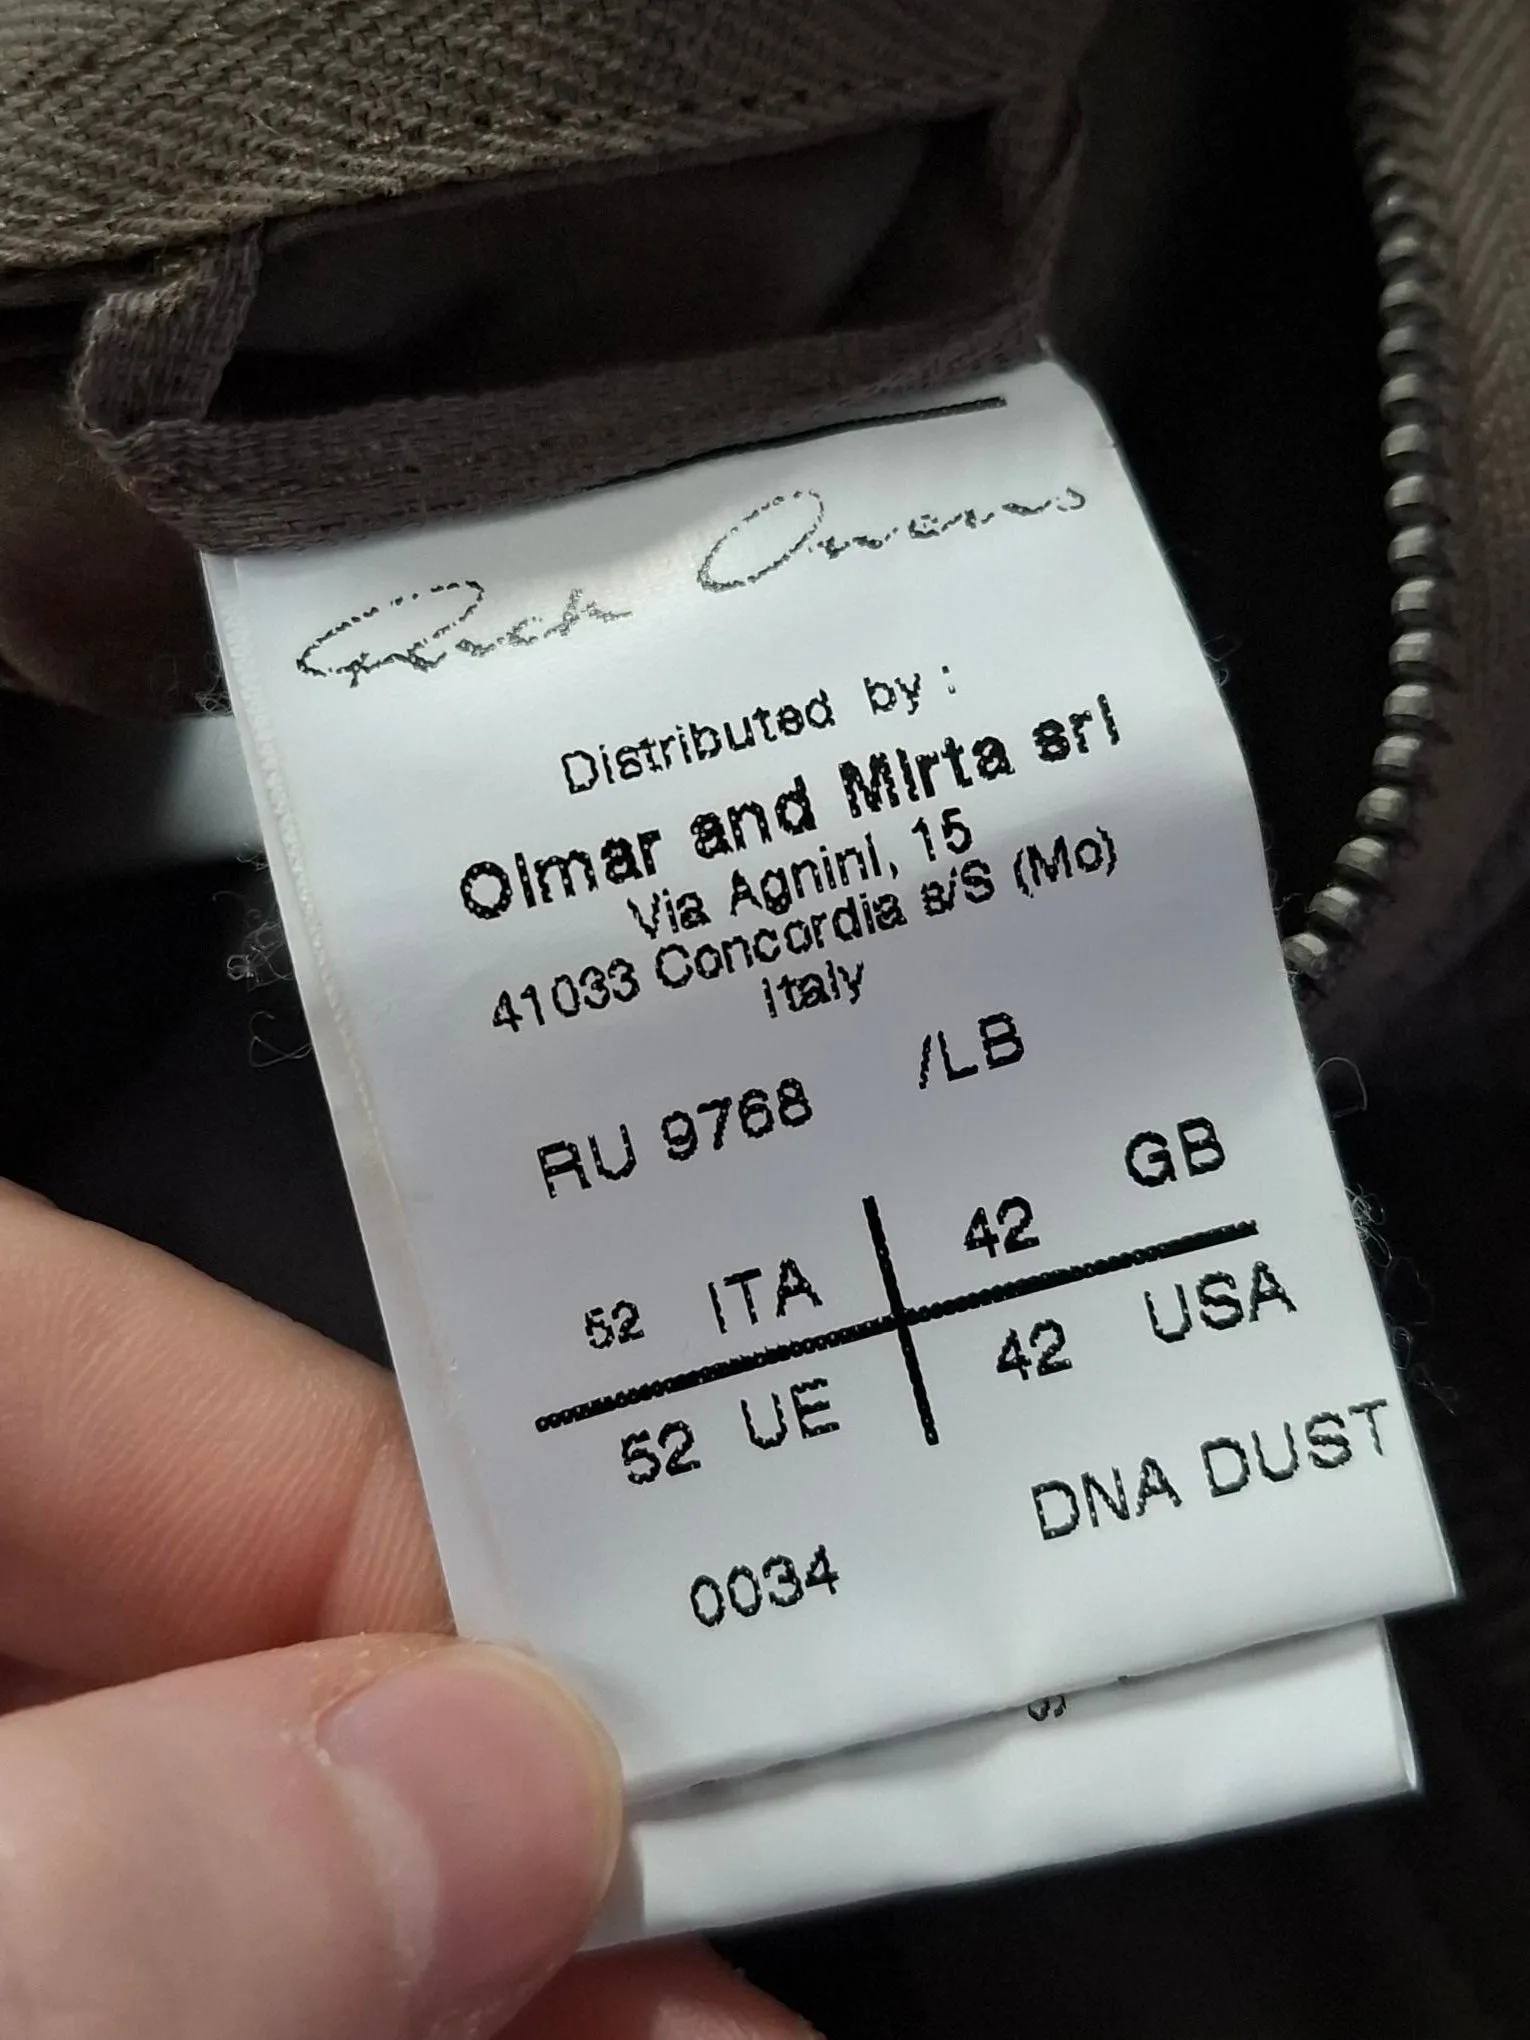 Rick Owens
Distributed by :
Olmar and Mirta srl
Via Agnini, 15
41033 Concordia s/S (Mo)
Italy
RU 9768 /LB
52 ITA 42 GB
52 UE 42 USA
DNA DUST
0034